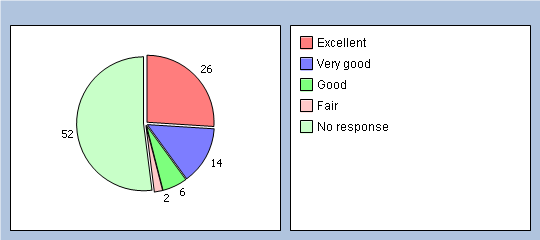 26
14
6
2
52
Excellent
Very good
Good
Fair
No response